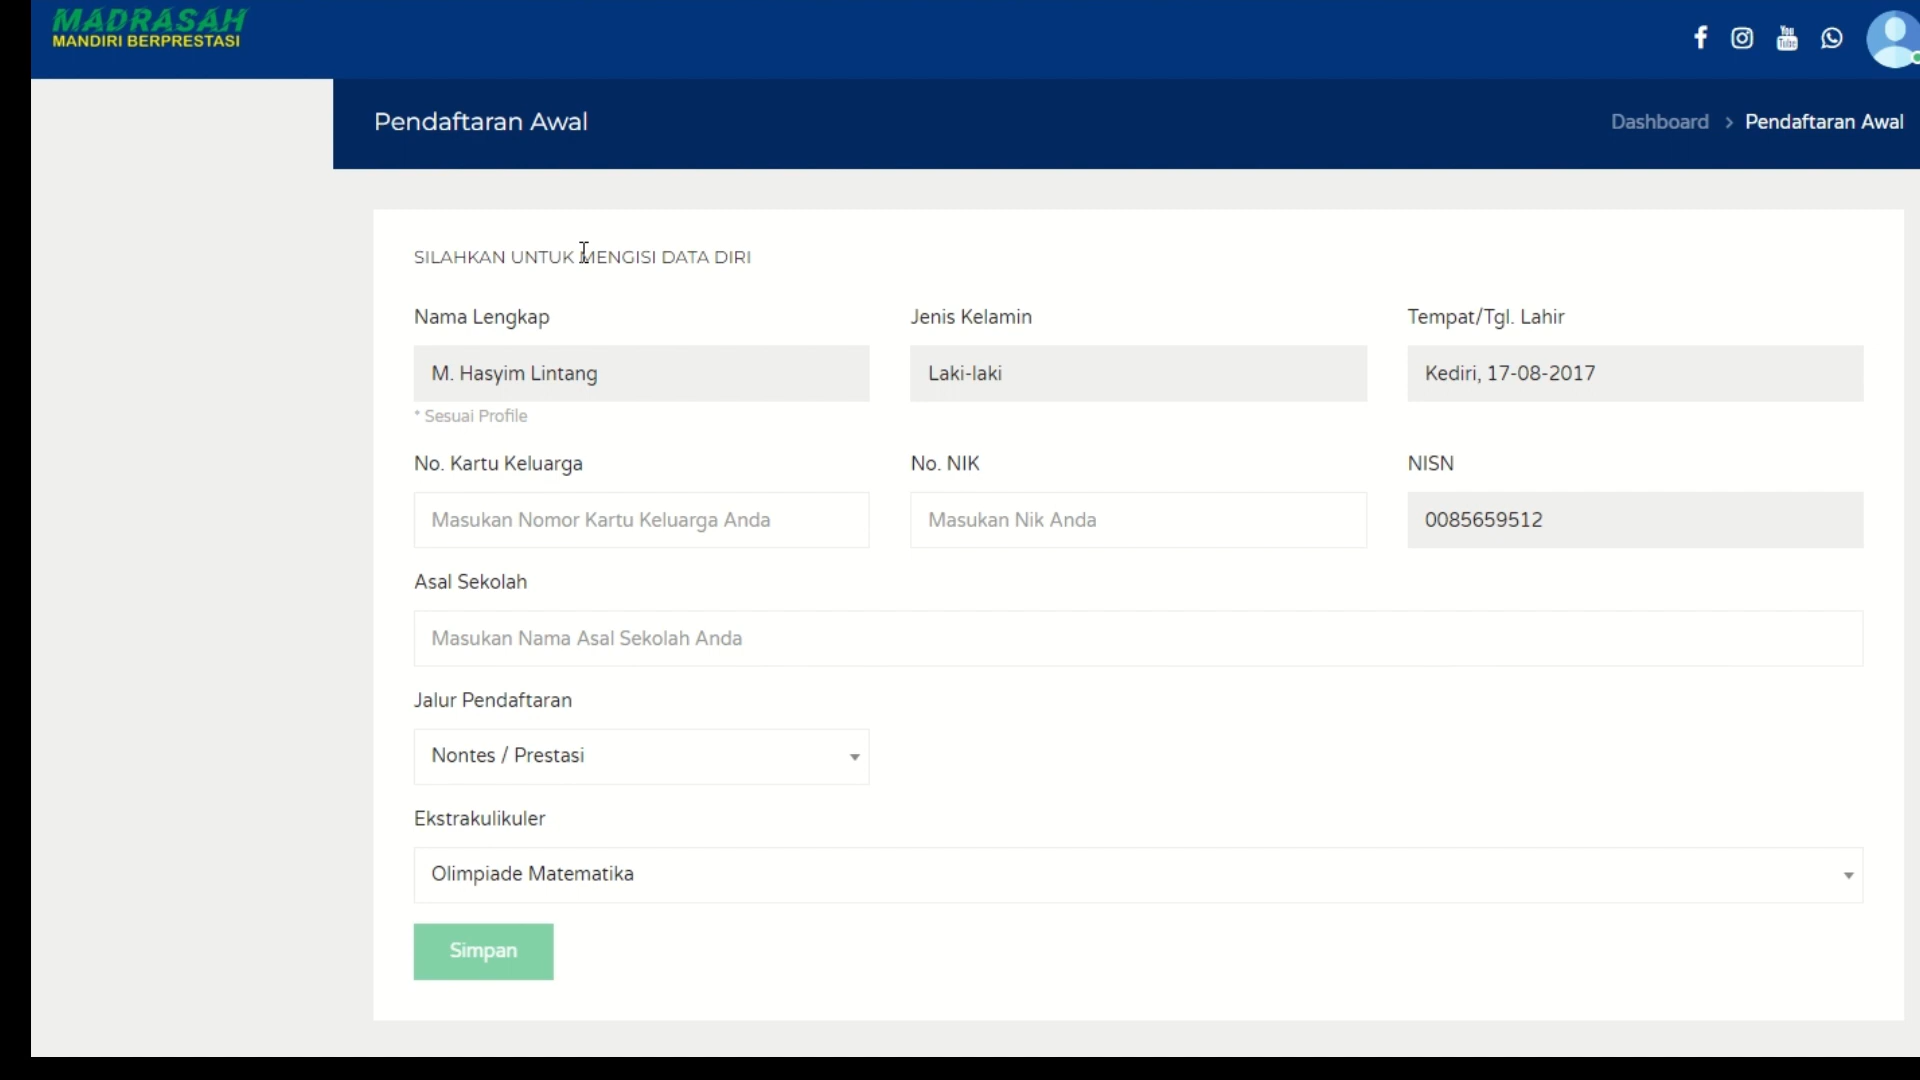 MADRASAH
MANDIRI BERPRESTASI
You
Tube
Pendaftaran Awal
Dashboard > Pendaftaran Awal
SILAHKAN UNTUK MENGISI DATA DIRI
Nama Lengkap
Jenis Kelamin
Tempat/Tgl. Lahir
M. Hasyim Lintang
Laki-laki
Kediri, 17-08-2017
* Sesuai Profile
No. Kartu Keluarga
No. NIK
NISN
Masukan Nomor Kartu Keluarga Anda
Masukan Nik Anda
0085659512
Asal Sekolah
Masukan Nama Asal Sekolah Anda
Jalur Pendaftaran
Nontes / Prestasi
Ekstrakulikuler
Olimpiade Matematika
Simpan